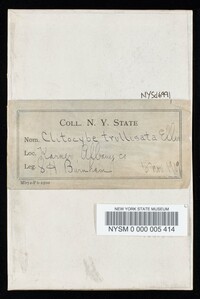 NYSd6991
COLL. N. Y. STATE
Nom. Clitocybe trullisata Ellis
Loc. Karner Albany Co
Leg. S H Burnham
NEW YORK STATE MUSEUM
NYSM 0 000 005 414